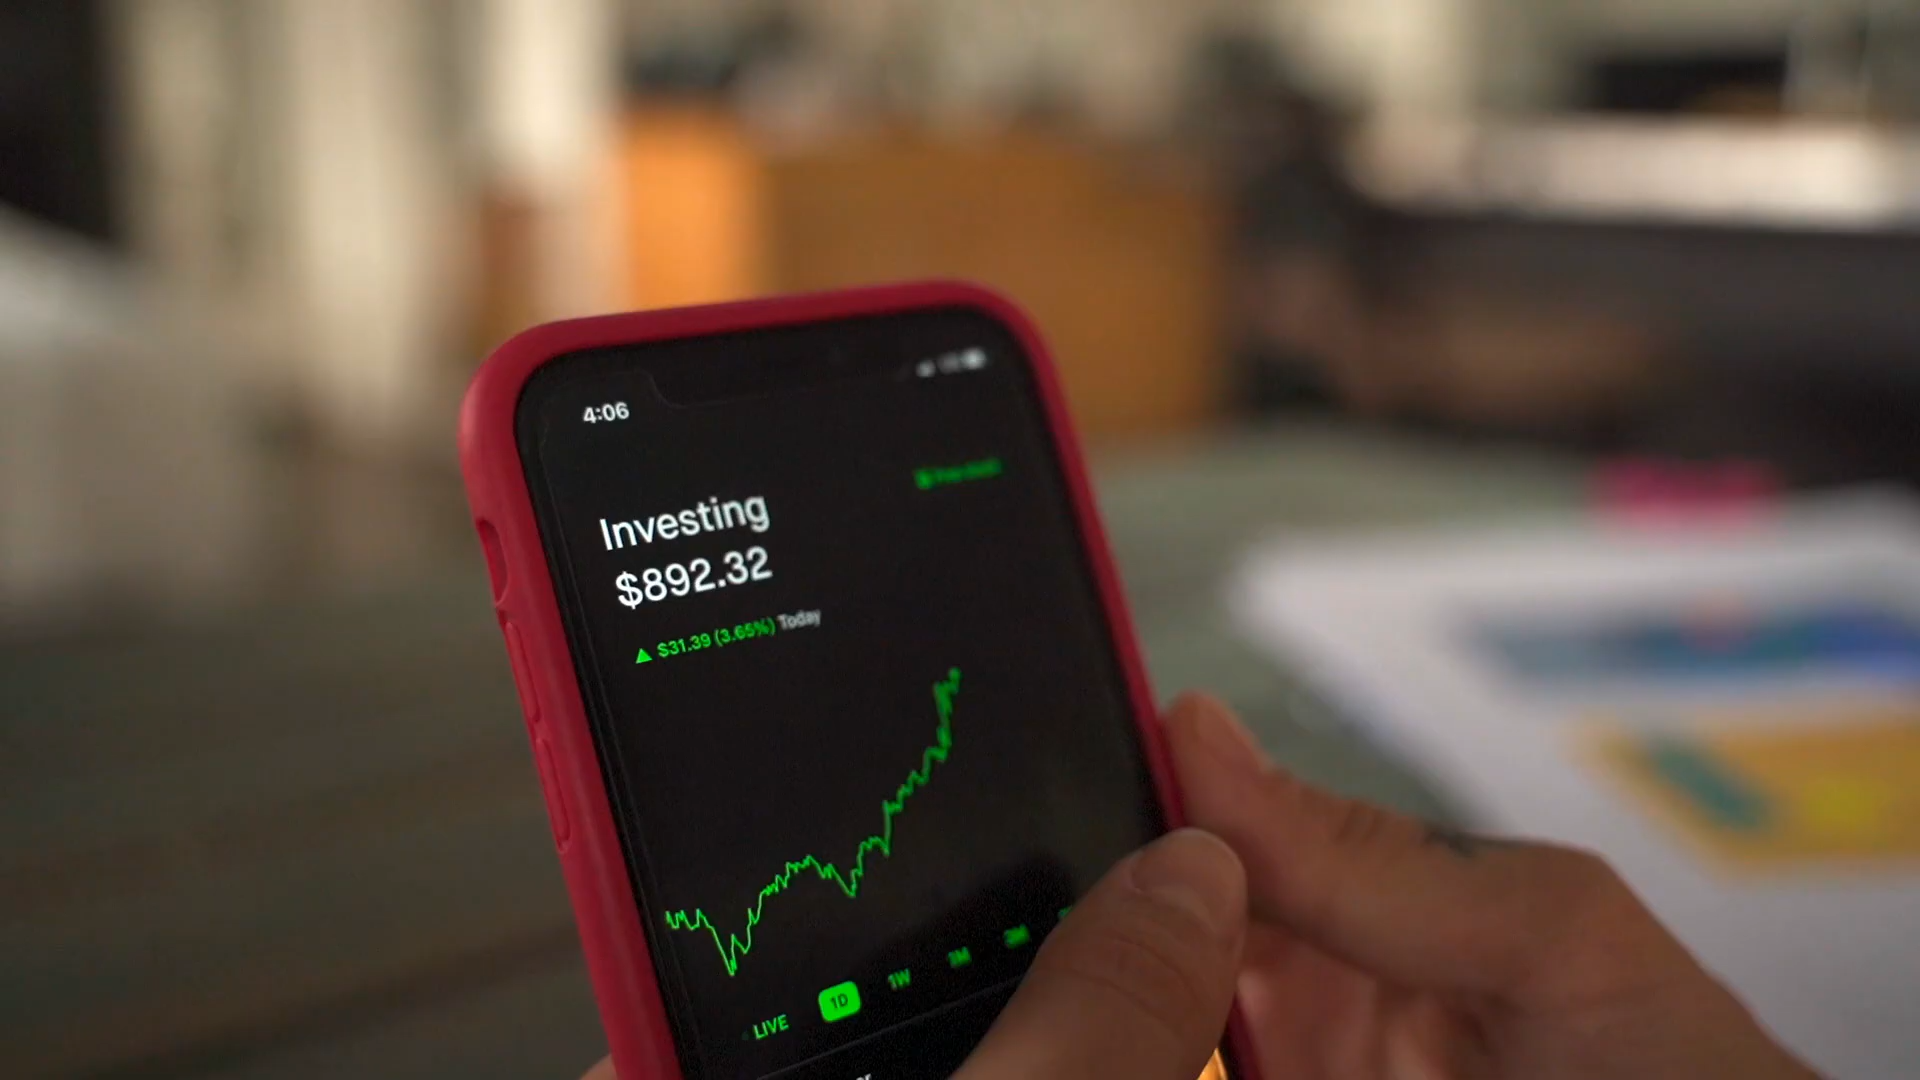 4:06
Investing
$892.32
▲ $31.39 (3.65%) Today
LIVE 1D 1W 1M 3M